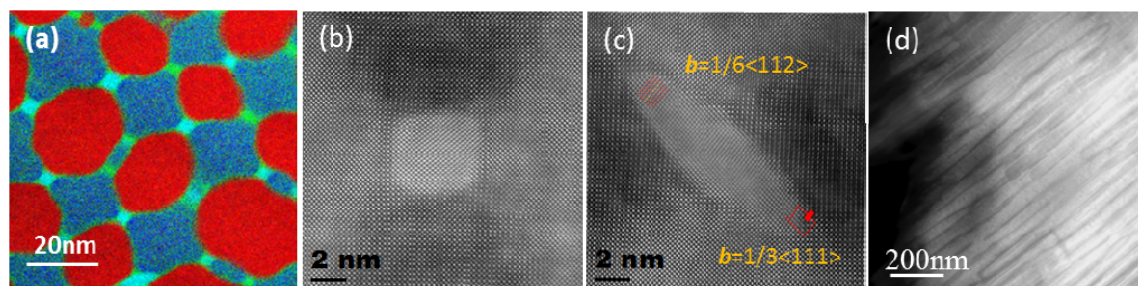 (a)
20nm
(b)
2 nm
(c)
b=1/6<112>
b=1/3<111>
2 nm
(d)
200nm